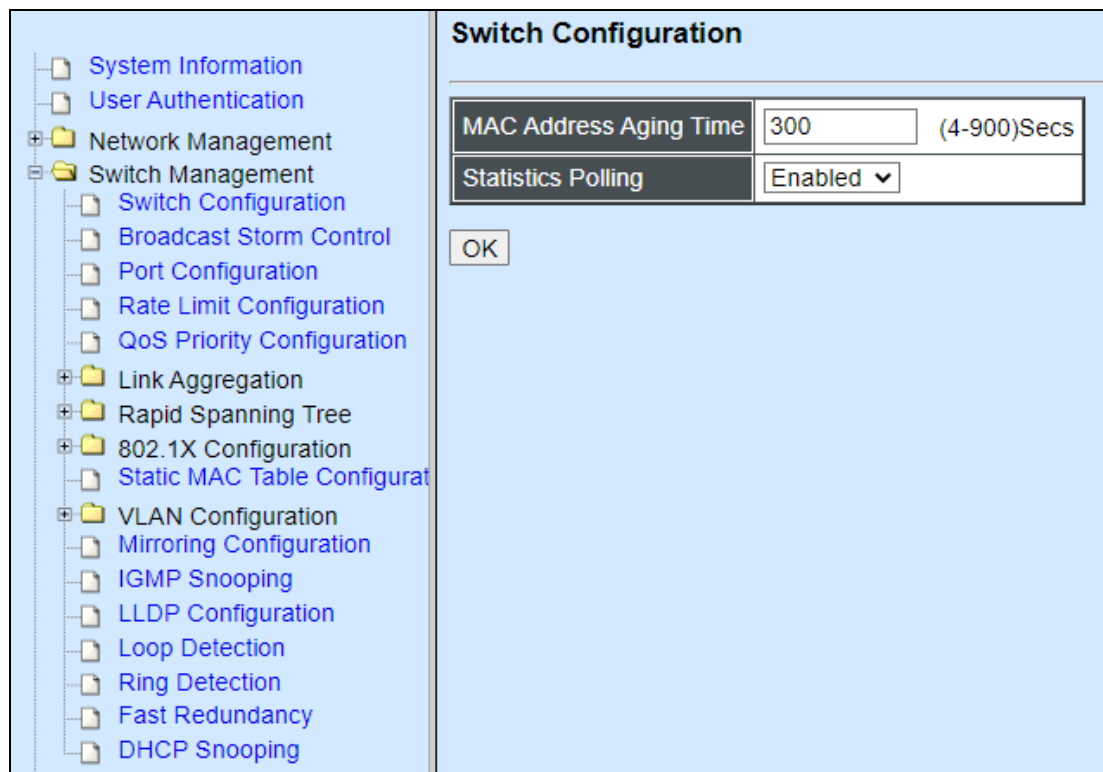 System Information
User Authentication
Network Management
Switch Management
Switch Configuration
Broadcast Storm Control
Port Configuration
Rate Limit Configuration
QoS Priority Configuration
Link Aggregation
Rapid Spanning Tree
802.1X Configuration
Static MAC Table Configurat
VLAN Configuration
Mirroring Configuration
IGMP Snooping
LLDP Configuration
Loop Detection
Ring Detection
Fast Redundancy
DHCP Snooping
Switch Configuration
MAC Address Aging Time 300 (4-900)Secs
Statistics Polling Enabled
OK